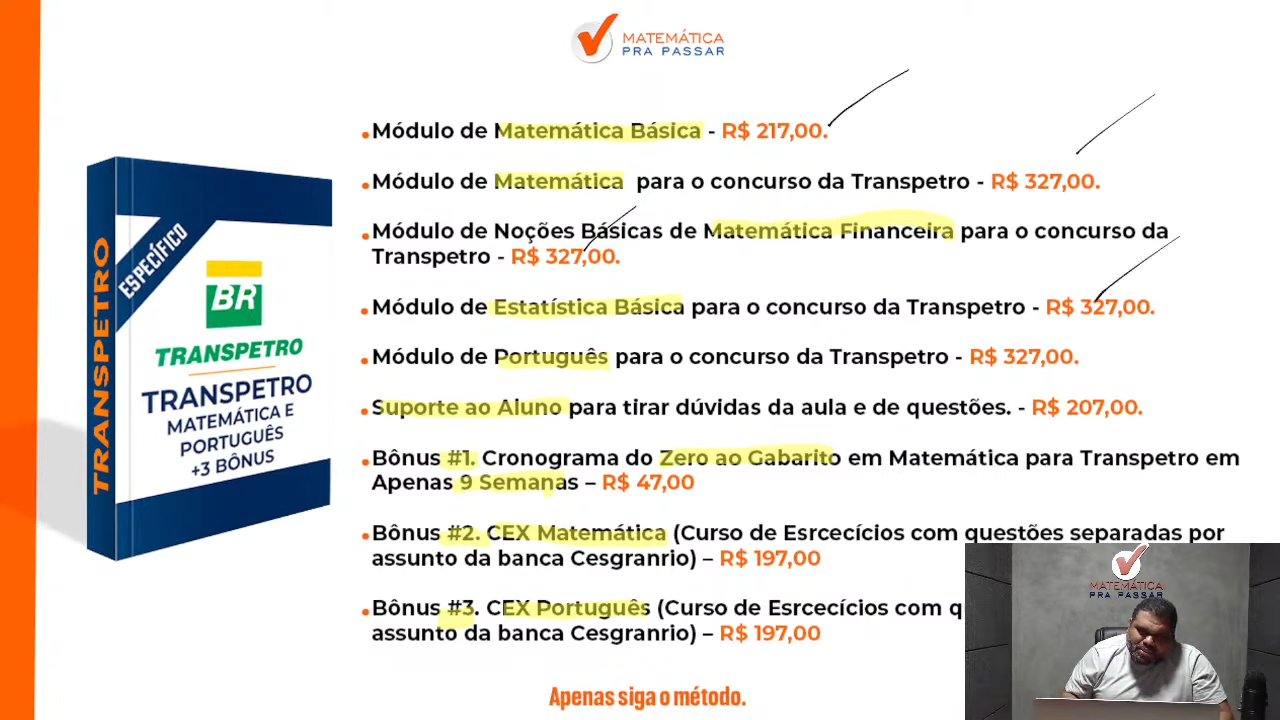 MATEMÁTICA
PRA PASSAR
• Módulo de Matemática Básica - R$ 217,00.
• Módulo de Matemática para o concurso da Transpetro - R$ 327,00.
• Módulo de Noções Básicas de Matemática Financeira para o concurso da
Transpetro - R$ 327,00.
• Módulo de Estatística Básica para o concurso da Transpetro - R$ 327,00.
• Módulo de Português para o concurso da Transpetro - R$ 327,00.
• Suporte ao Aluno para tirar dúvidas da aula e de questões. - R$ 207,00.
• Bônus #1. Cronograma do Zero ao Gabarito em Matemática para Transpetro em
Apenas 9 Semanas – R$ 47,00
• Bônus #2. CEX Matemática (Curso de Esrcecícios com questões separadas por
assunto da banca Cesgranrio) – R$ 197,00
• Bônus #3. CEX Português (Curso de Esrcecícios com q
assunto da banca Cesgranrio) – R$ 197,00
Apenas siga o método.
TRANSPETRO
ESPECÍFICO
BR
TRANSPETRO
TRANSPETRO
MATEMÁTICA E
PORTUGUÊS
+3 BÔNUS
MATEMÁTICA
PRA PASSAR